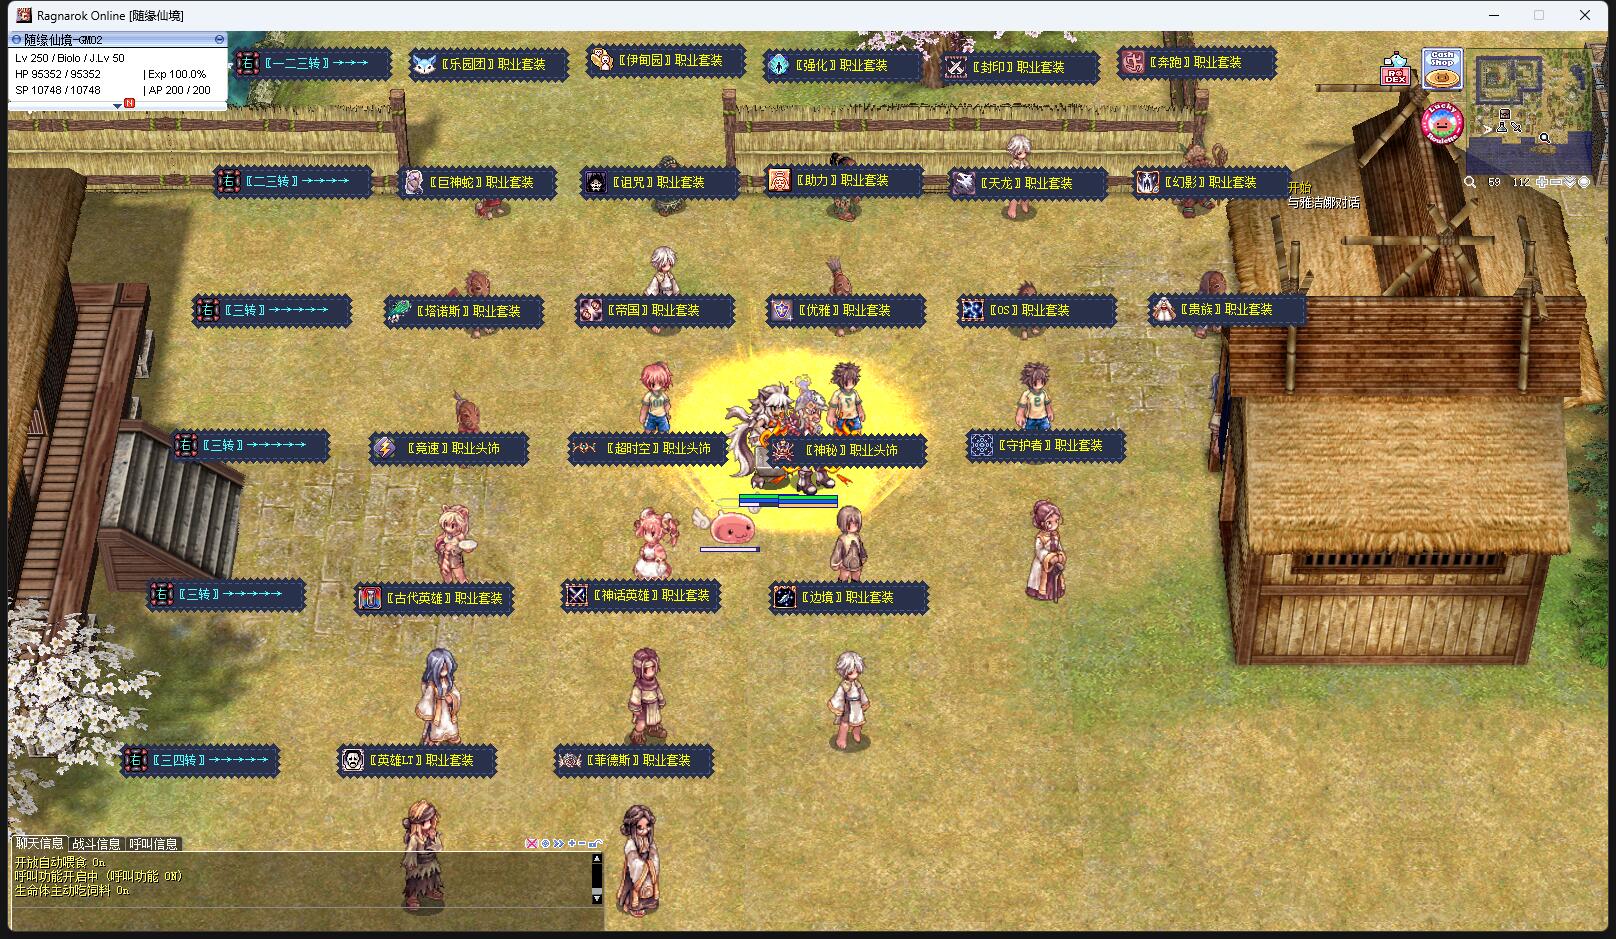 Ragnarok Online [随缘仙境]
随缘仙境-GM02
Lv 250 / Biolo / J.Lv 50
HP 95352 / 95352 | Exp 100.0%
SP 10748 / 10748 | AP 200 / 200
N
右〖一二三转〗→→→→
〖乐园团〗职业套装
〖伊甸园〗职业套装
〖强化〗职业套装
〖封印〗职业套装
〖奔跑〗职业套装
RODEX
Cash Shop
Lucky Roulette
59 112
右〖二三转〗→→→→→
〖巨神蛇〗职业套装
〖诅咒〗职业套装
〖助力〗职业套装
〖天龙〗职业套装
〖幻影〗职业套装
开始
与雅洁娜对话
右〖三转〗→→→→→→
〖塔诺斯〗职业套装
〖帝国〗职业套装
〖优雅〗职业套装
〖OS〗职业套装
〖贵族〗职业套装
右〖三转〗→→→→→→
〖竟速〗职业头饰
〖超时空〗职业头饰
〖神秘〗职业头饰
〖守护者〗职业套装
右〖三转〗→→→→→→
〖古代英雄〗职业套装
〖神话英雄〗职业套装
〖边境〗职业套装
右〖三四转〗→→→→→→
〖英雄LT〗职业套装
〖菲德斯〗职业套装
聊天信息 战斗信息 呼叫信息
开放自动喂食 On
呼叫功能开启中 (呼叫功能 ON)
生命体主动吃饲料 On